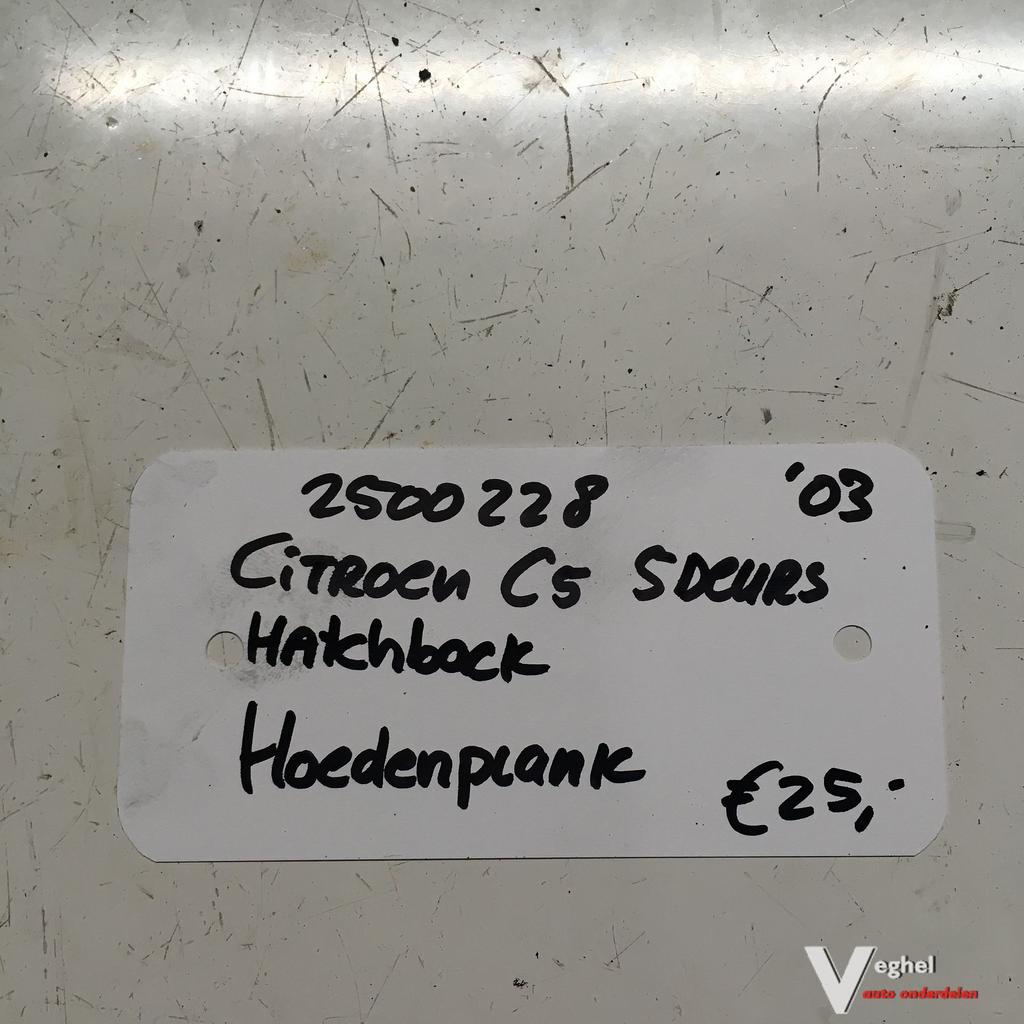 2500228 '03
Citroen C5 5DEURS
HAtchback
Hoedenplank
€25,-
Veghel
auto onderdelen